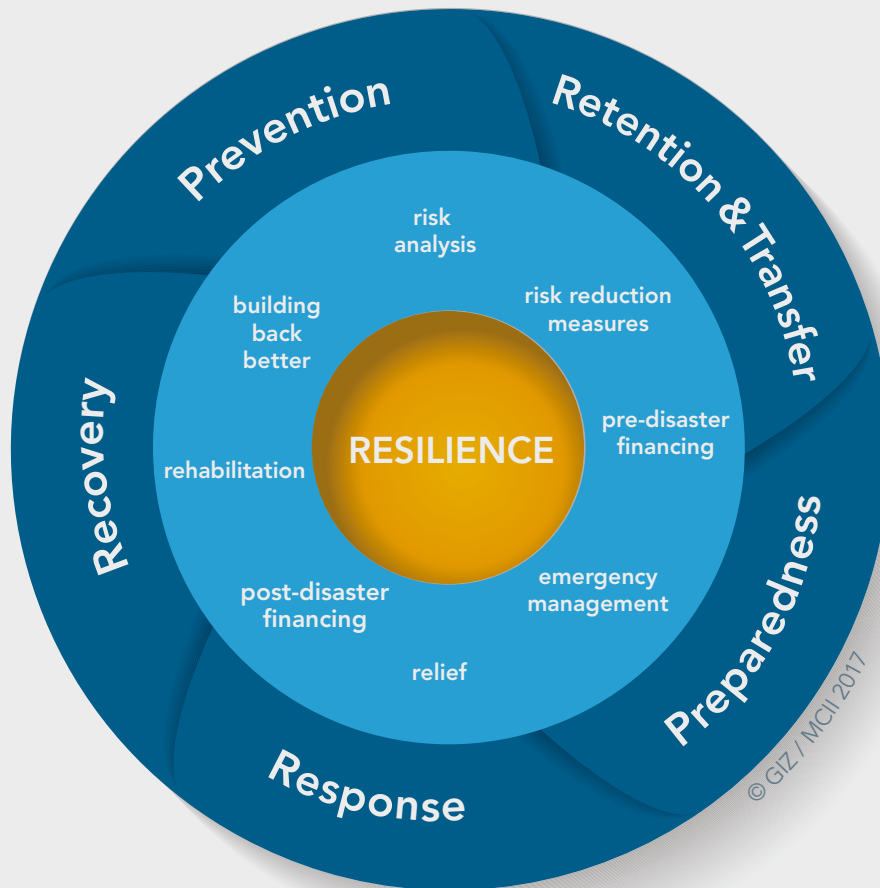 Prevention
Retention & Transfer
Preparedness
Response
Recovery
risk
analysis
risk reduction
measures
pre-disaster
financing
emergency
management
relief
post-disaster
financing
rehabilitation
building
back
better
RESILIENCE
© GIZ / MCII 2017